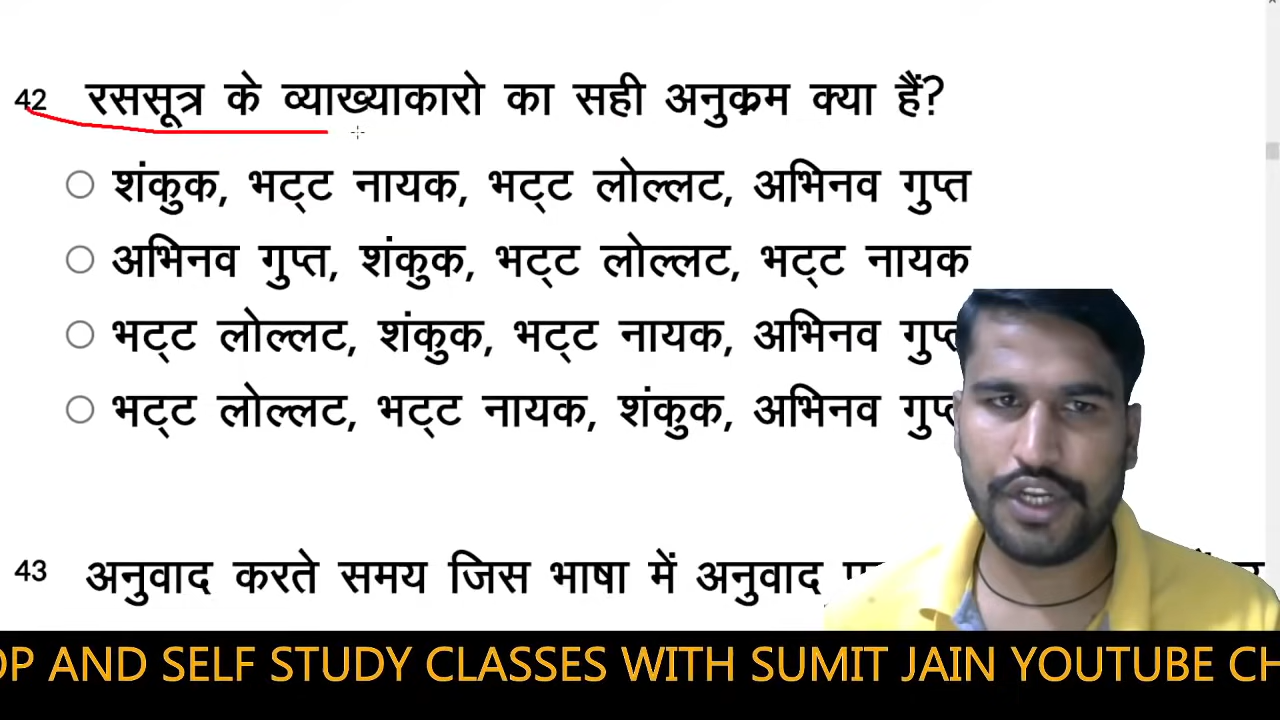 42 रससूत्र के व्याख्याकारो का सही अनुक्रम क्या हैं?
शंकुक, भट्ट नायक, भट्ट लोल्लट, अभिनव गुप्त
अभिनव गुप्त, शंकुक, भट्ट लोल्लट, भट्ट नायक
भट्ट लोल्लट, शंकुक, भट्ट नायक, अभिनव
भट्ट लोल्लट, भट्ट नायक, शंकुक, अभिनव
43 अनुवाद करते समय जिस भाषा में अनुवाद
OP AND SELF STUDY CLASSES WITH SUMIT JAIN YOUTUBE CH